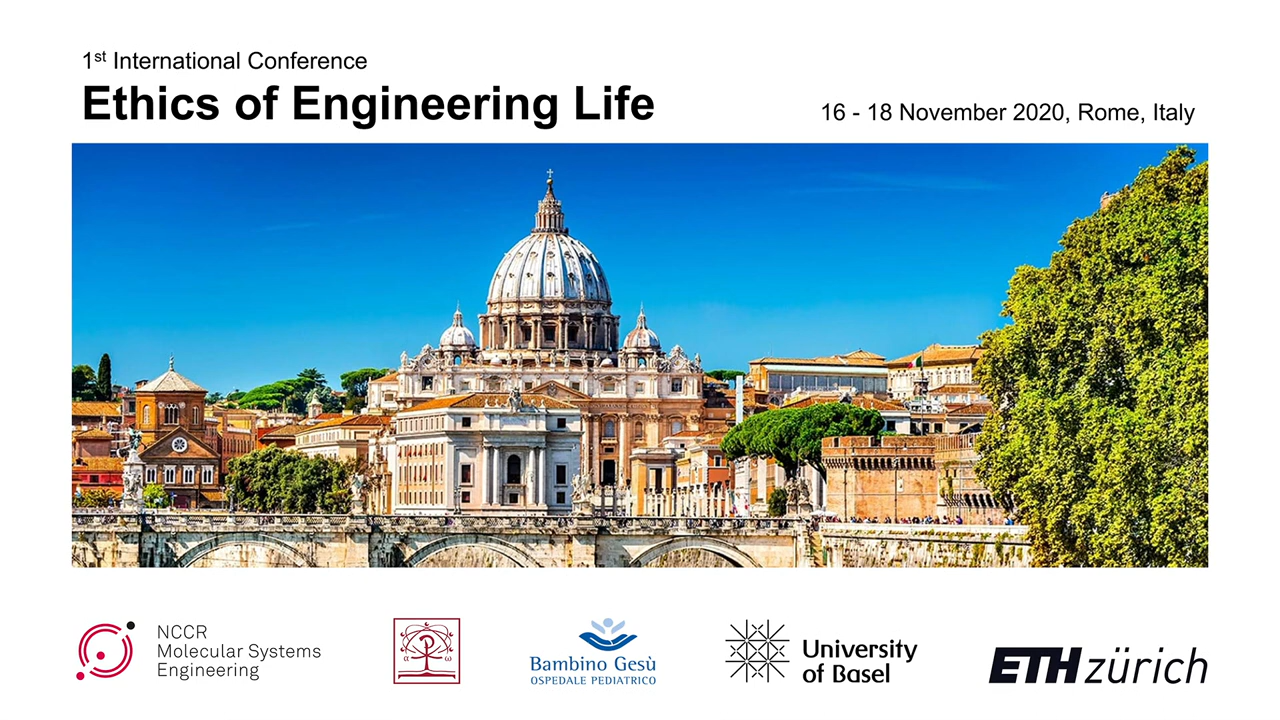 1st International Conference
Ethics of Engineering Life
16 - 18 November 2020, Rome, Italy
NCCR
Molecular Systems
Engineering
α ω
Bambino Gesù
OSPEDALE PEDIATRICO
University
of Basel
ETH zürich